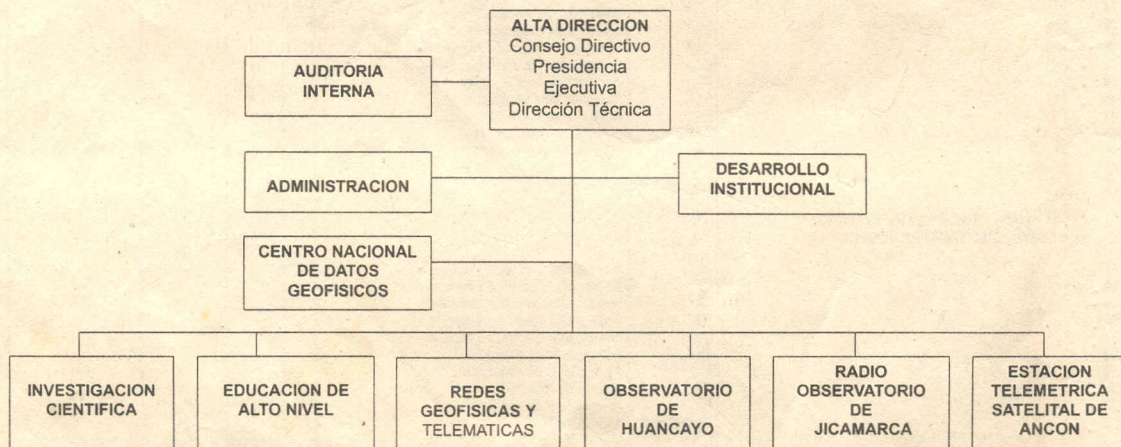 ALTA DIRECCION
Consejo Directivo
Presidencia
Ejecutiva
Dirección Técnica
AUDITORIA
INTERNA
ADMINISTRACION
DESARROLLO
INSTITUCIONAL
CENTRO NACIONAL
DE DATOS
GEOFISICOS
INVESTIGACION
CIENTIFICA
EDUCACION DE
ALTO NIVEL
REDES
GEOFISICAS Y
TELEMATICAS
OBSERVATORIO
DE
HUANCAYO
RADIO
OBSERVATORIO
DE
JICAMARCA
ESTACION
TELEMETRICA
SATELITAL DE
ANCON